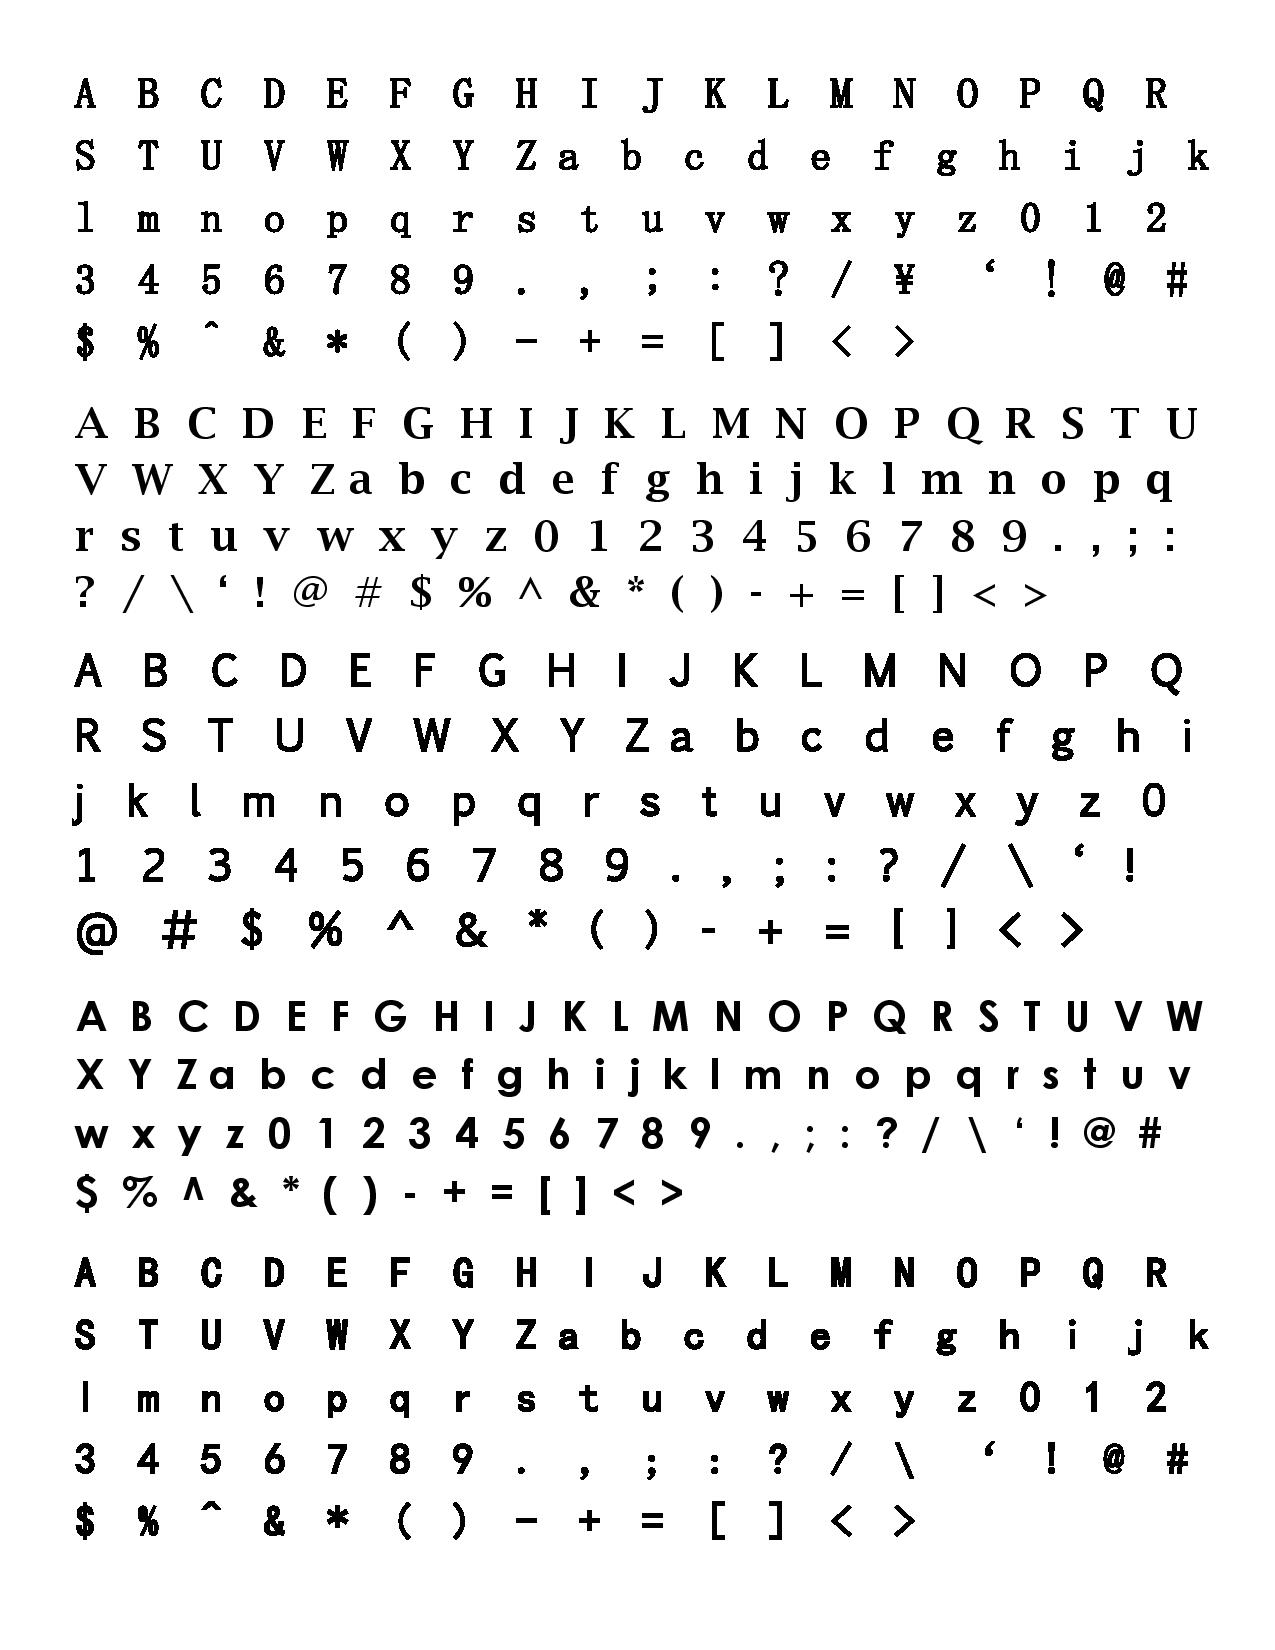 A B C D E F G H I J K L M N O P Q R
S T U V W X Y Z a b c d e f g h i j k
l m n o p q r s t u v w x y z 0 1 2
3 4 5 6 7 8 9 . , ; : ? / ¥ ‘ ! @ #
$ % ˆ & * ( ) − + = [ ] < >
A B C D E F G H I J K L M N O P Q R S T U
V W X Y Z a b c d e f g h i j k l m n o p q
r s t u v w x y z 0 1 2 3 4 5 6 7 8 9 . , ; :
? / \ ‘ ! @ # $ % ^ & * ( ) - + = [ ] < >
A B C D E F G H I J K L M N O P Q
R S T U V W X Y Z a b c d e f g h i
j k l m n o p q r s t u v w x y z 0
1 2 3 4 5 6 7 8 9 . , ; : ? / \ ‘ !
@ # $ % ^ & * ( ) - + = [ ] < >
A B C D E F G H I J K L M N O P Q R S T U V W
X Y Z a b c d e f g h i j k l m n o p q r s t u v
w x y z 0 1 2 3 4 5 6 7 8 9 . , ; : ? / \ ‘ ! @ #
$ % ^ & * ( ) - + = [ ] < >
A B C D E F G H I J K L M N O P Q R
S T U V W X Y Z a b c d e f g h i j k
l m n o p q r s t u v w x y z 0 1 2
3 4 5 6 7 8 9 . , ; : ? / \ ‘ ! @ #
$ % ˆ & * ( ) − + = [ ] < >